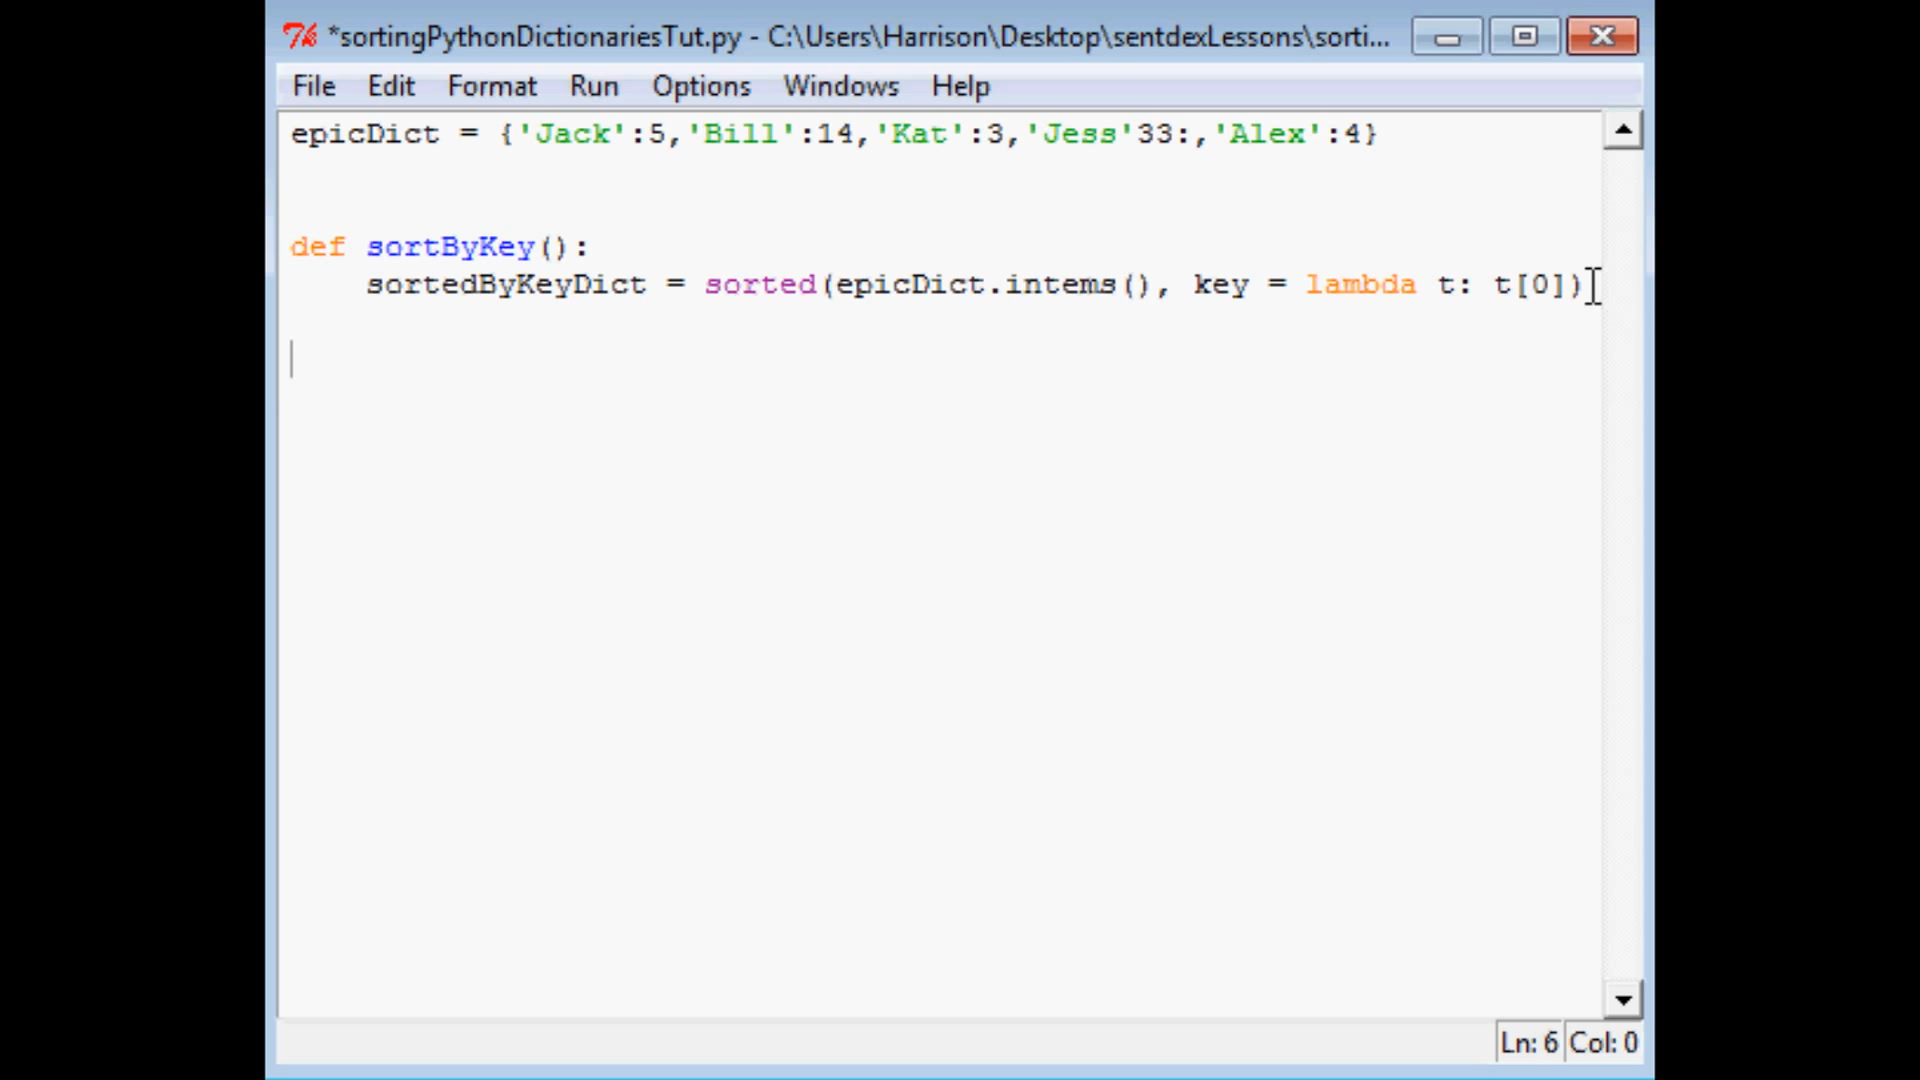 *sortingPythonDictionariesTut.py - C:\Users\Harrison\Desktop\sentdexLessons\sorti...
File Edit Format Run Options Windows Help
epicDict = {'Jack':5,'Bill':14,'Kat':3,'Jess'33:,'Alex':4}
def sortByKey():
    sortedByKeyDict = sorted(epicDict.intems(), key = lambda t: t[0])
Ln: 6 Col: 0